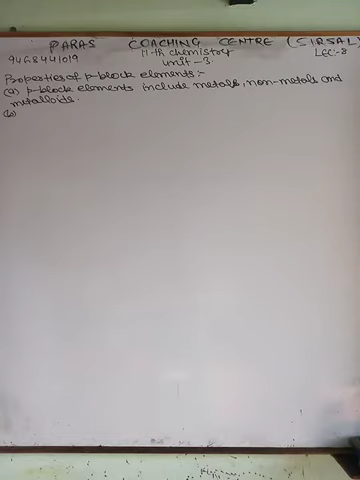 PARAS COACHING CENTRE (SIRSAL)
9468441019 11-th chemistry LEC-8
unit-3
Properties of p-block elements:-
(a) p-block elements include metals, non-metals and
metalloids.
(b)